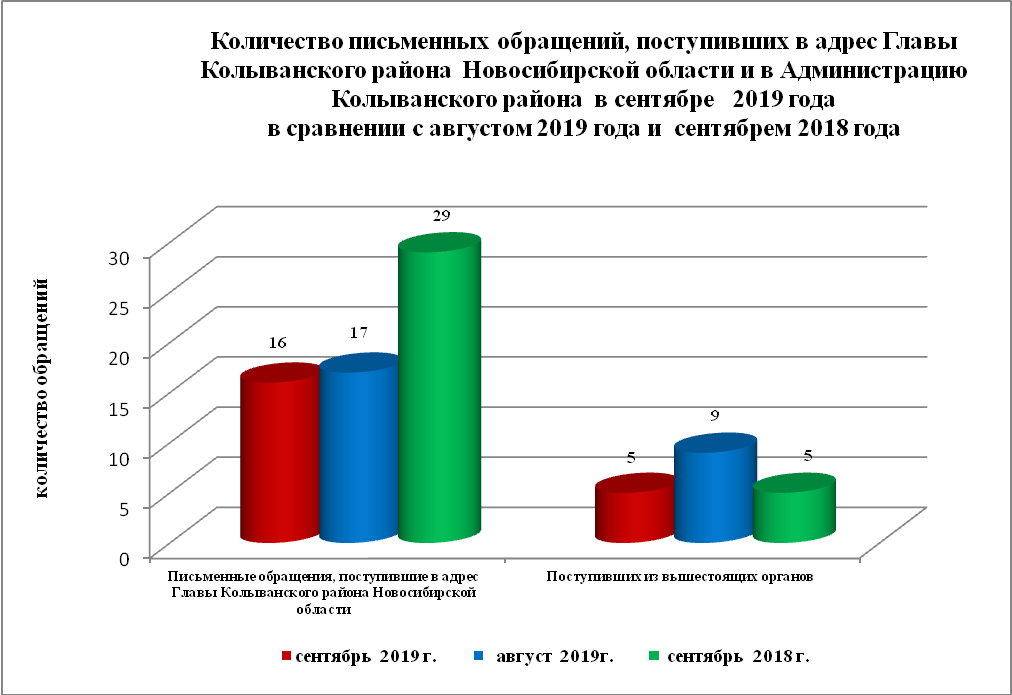 Количество письменных обращений, поступивших в адрес Главы
Колыванского района Новосибирской области и в Администрацию
Колыванского района в сентябре 2019 года
в сравнении с августом 2019 года и сентябрем 2018 года
количество обращений
30
25
20
15
10
5
0
16
17
29
5
9
5
Письменные обращения, поступившие в адрес
Главы Колыванского района Новосибирской
области
Поступивших из вышестоящих органов
сентябрь 2019 г.
август 2019г.
сентябрь 2018 г.